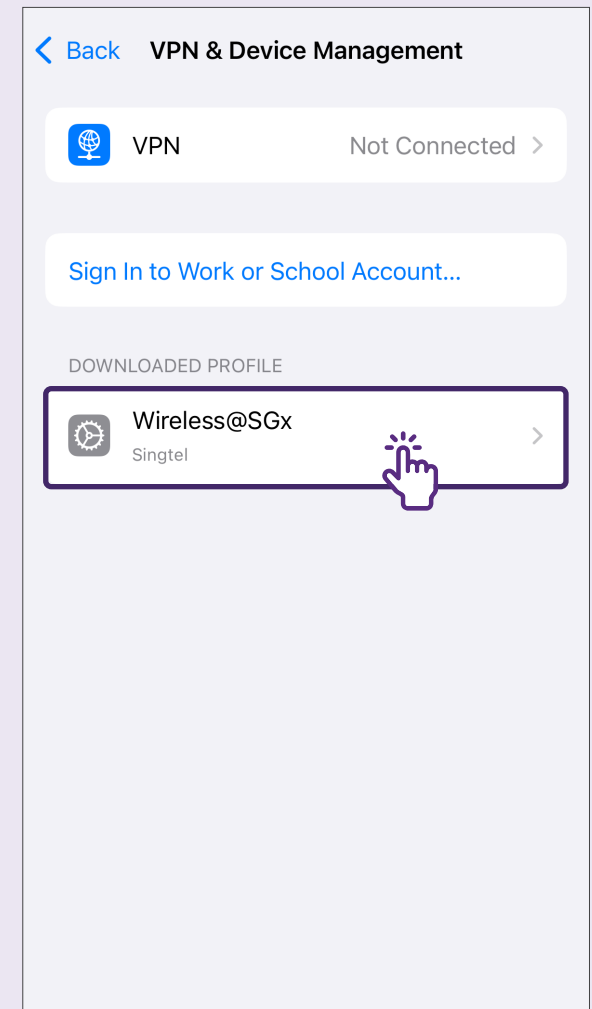 Back VPN & Device Management
VPN Not Connected
Sign In to Work or School Account...
DOWNLOADED PROFILE
Wireless@SGx
Singtel